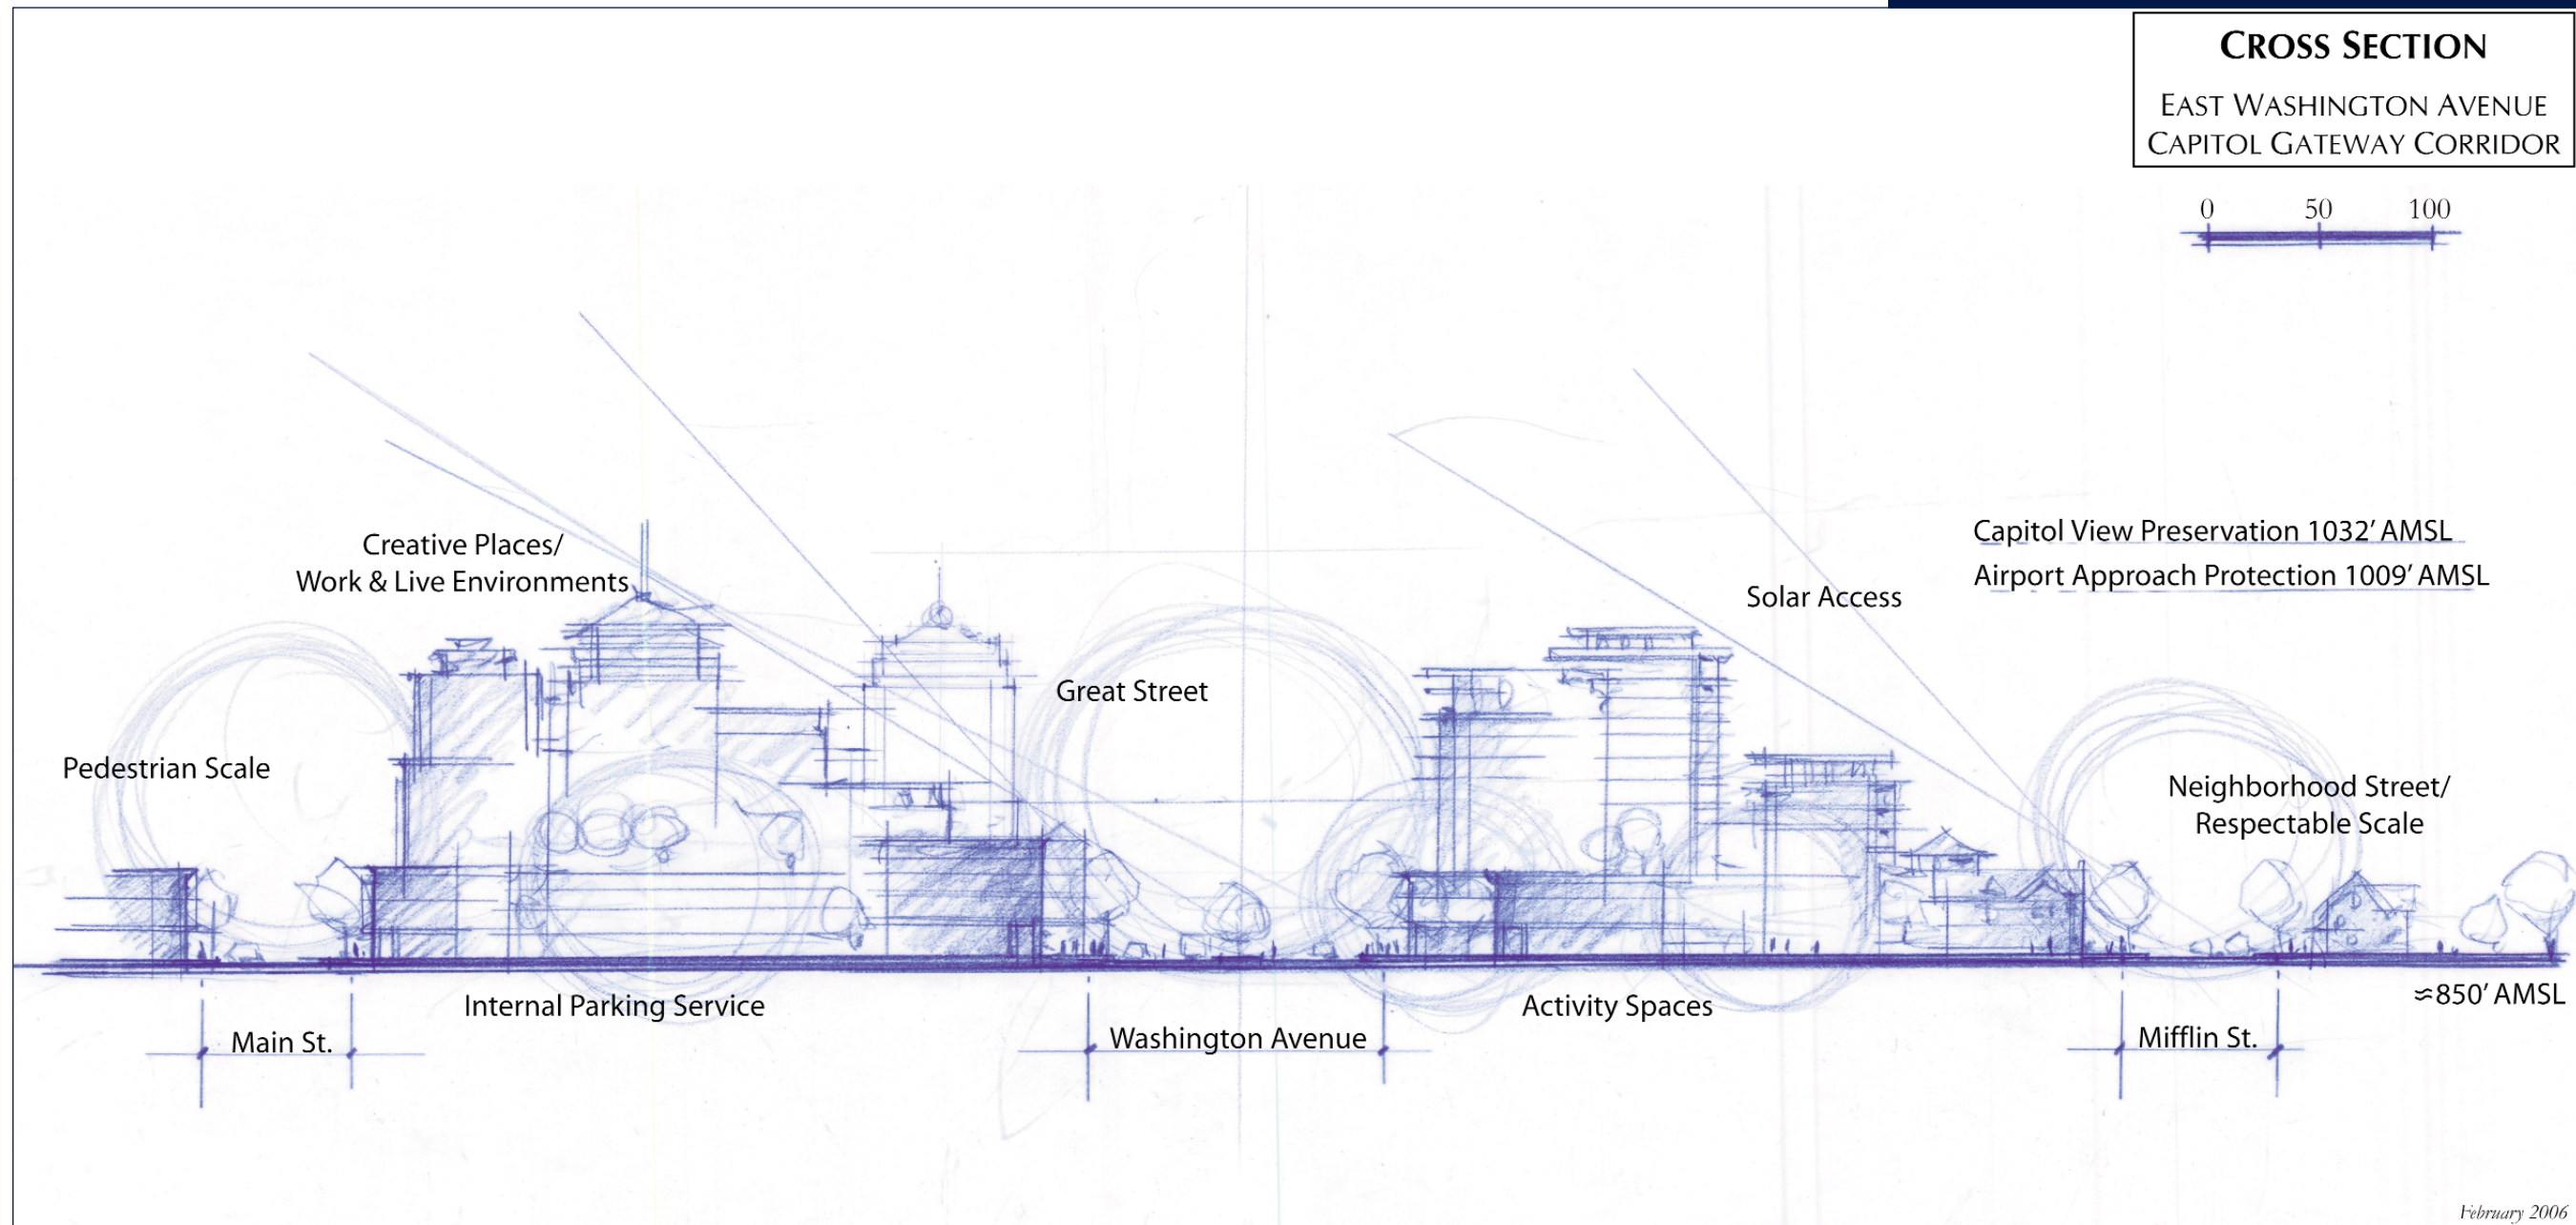 CROSS SECTION
EAST WASHINGTON AVENUE
CAPITOL GATEWAY CORRIDOR
0 50 100
Capitol View Preservation 1032’ AMSL
Airport Approach Protection 1009’ AMSL
Creative Places/
Work & Live Environments
Solar Access
Great Street
Pedestrian Scale
Neighborhood Street/
Respectable Scale
≈850’ AMSL
Internal Parking Service
Activity Spaces
Main St.
Washington Avenue
Mifflin St.
February 2006